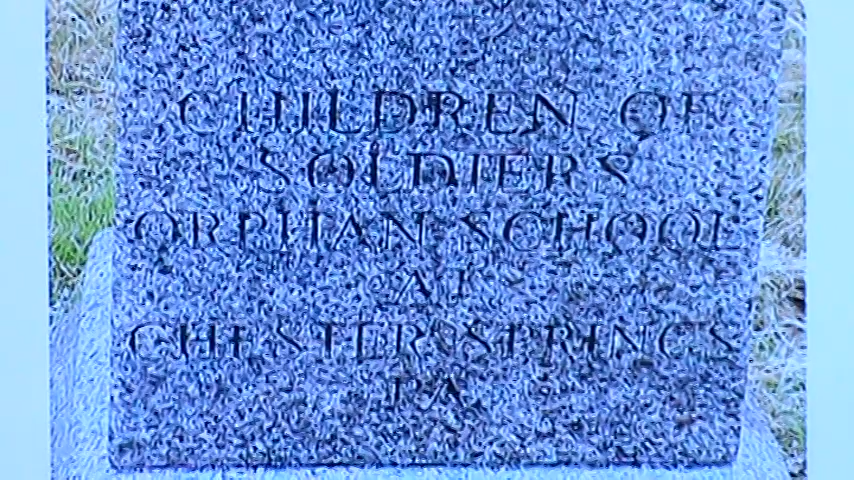 CHILDREN OF
SOLDIERS
ORPHAN SCHOOL
AT
CHESTER SPRINGS
PA